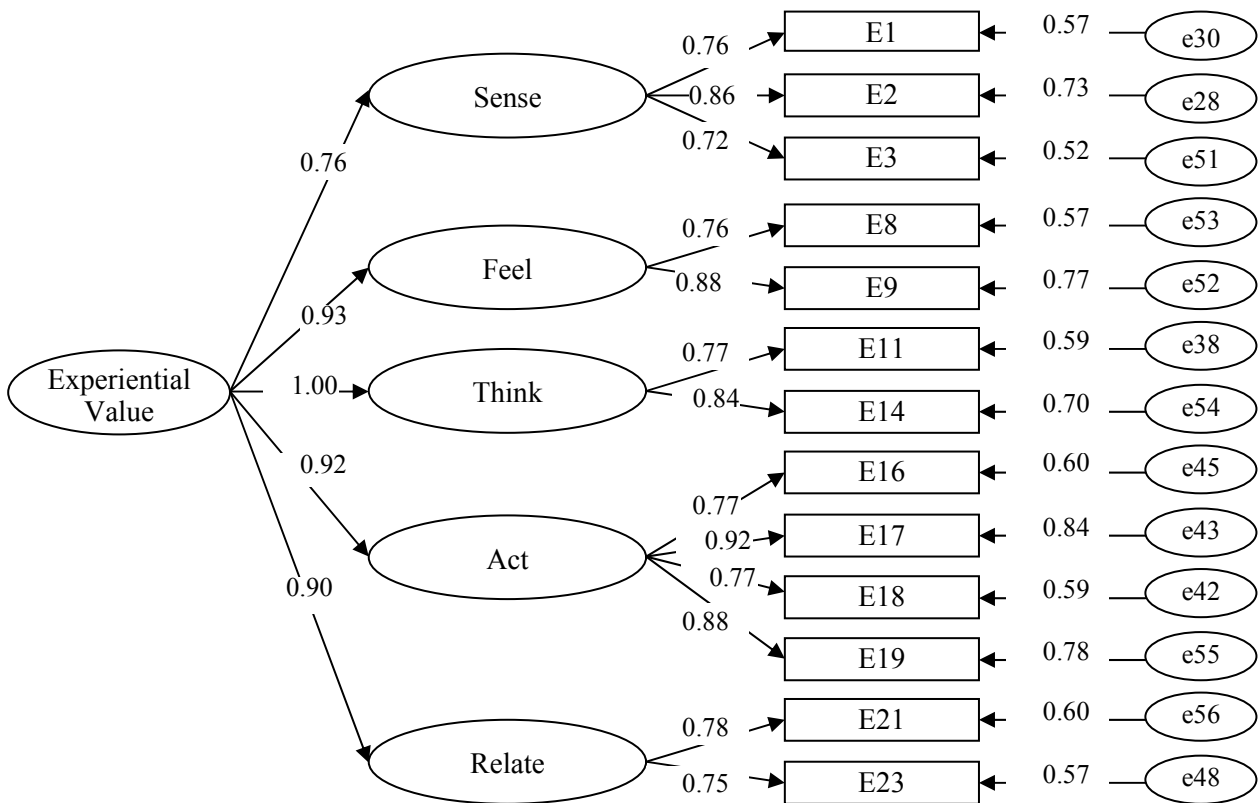 0.76 E1 0.57 e30
Sense 0.86 E2 0.73 e28
0.72 E3 0.52 e51
0.76
0.76 E8 0.57 e53
Feel
0.88 E9 0.77 e52
0.93
0.77 E11 0.59 e38
Experiential
Value
1.00 Think
0.84 E14 0.70 e54
0.92
0.77 E16 0.60 e45
0.92 E17 0.84 e43
Act
0.77 E18 0.59 e42
0.90
0.88 E19 0.78 e55
0.78 E21 0.60 e56
Relate
0.75 E23 0.57 e48